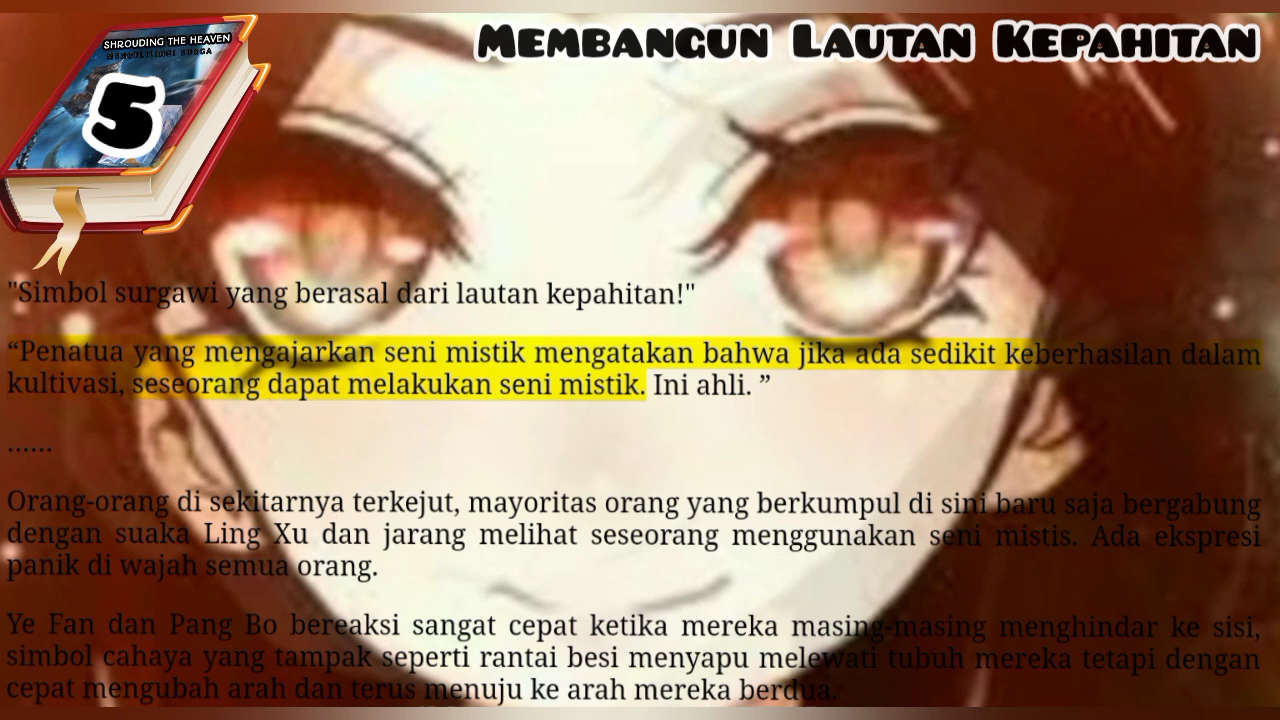 SHROUDING THE HEAVEN
MENYELUBUNGI SURGA
5
Membangun Lautan Kepahitan
"Simbol surgawi yang berasal dari lautan kepahitan!"
“Penatua yang mengajarkan seni mistik mengatakan bahwa jika ada sedikit keberhasilan dalam
kultivasi, seseorang dapat melakukan seni mistik. Ini ahli. ”
......
Orang-orang di sekitarnya terkejut, mayoritas orang yang berkumpul di sini baru saja bergabung
dengan suaka Ling Xu dan jarang melihat seseorang menggunakan seni mistis. Ada ekspresi
panik di wajah semua orang.
Ye Fan dan Pang Bo bereaksi sangat cepat ketika mereka masing-masing menghindar ke sisi,
simbol cahaya yang tampak seperti rantai besi menyapu melewati tubuh mereka tetapi dengan
cepat mengubah arah dan terus menuju ke arah mereka berdua.